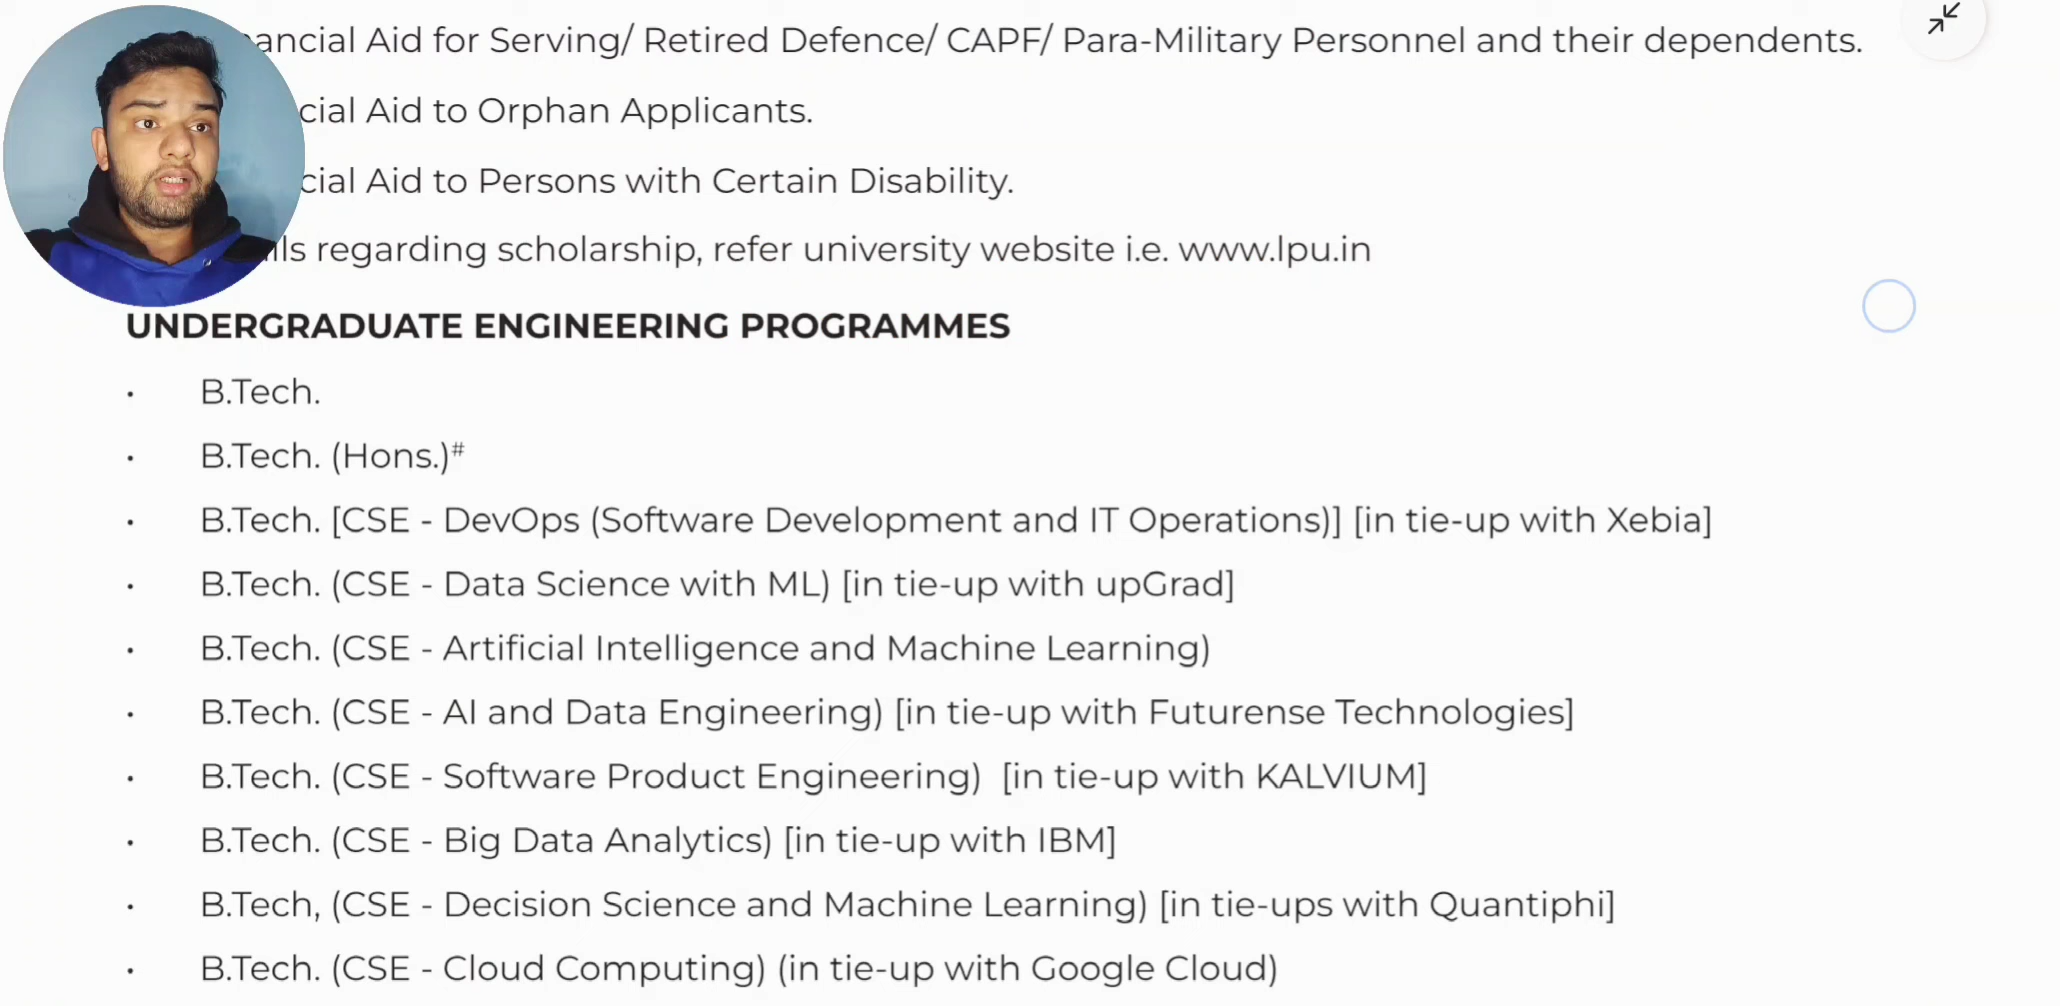 ancial Aid for Serving/ Retired Defence/ CAPF/ Para-Military Personnel and their dependents.
cial Aid to Orphan Applicants.
cial Aid to Persons with Certain Disability.
ils regarding scholarship, refer university website i.e. www.lpu.in
UNDERGRADUATE ENGINEERING PROGRAMMES
• B.Tech.
• B.Tech. (Hons.)#
• B.Tech. [CSE - DevOps (Software Development and IT Operations)] [in tie-up with Xebia]
• B.Tech. (CSE - Data Science with ML) [in tie-up with upGrad]
• B.Tech. (CSE - Artificial Intelligence and Machine Learning)
• B.Tech. (CSE - AI and Data Engineering) [in tie-up with Futurense Technologies]
• B.Tech. (CSE - Software Product Engineering) [in tie-up with KALVIUM]
• B.Tech. (CSE - Big Data Analytics) [in tie-up with IBM]
• B.Tech, (CSE - Decision Science and Machine Learning) [in tie-ups with Quantiphi]
• B.Tech. (CSE - Cloud Computing) (in tie-up with Google Cloud)